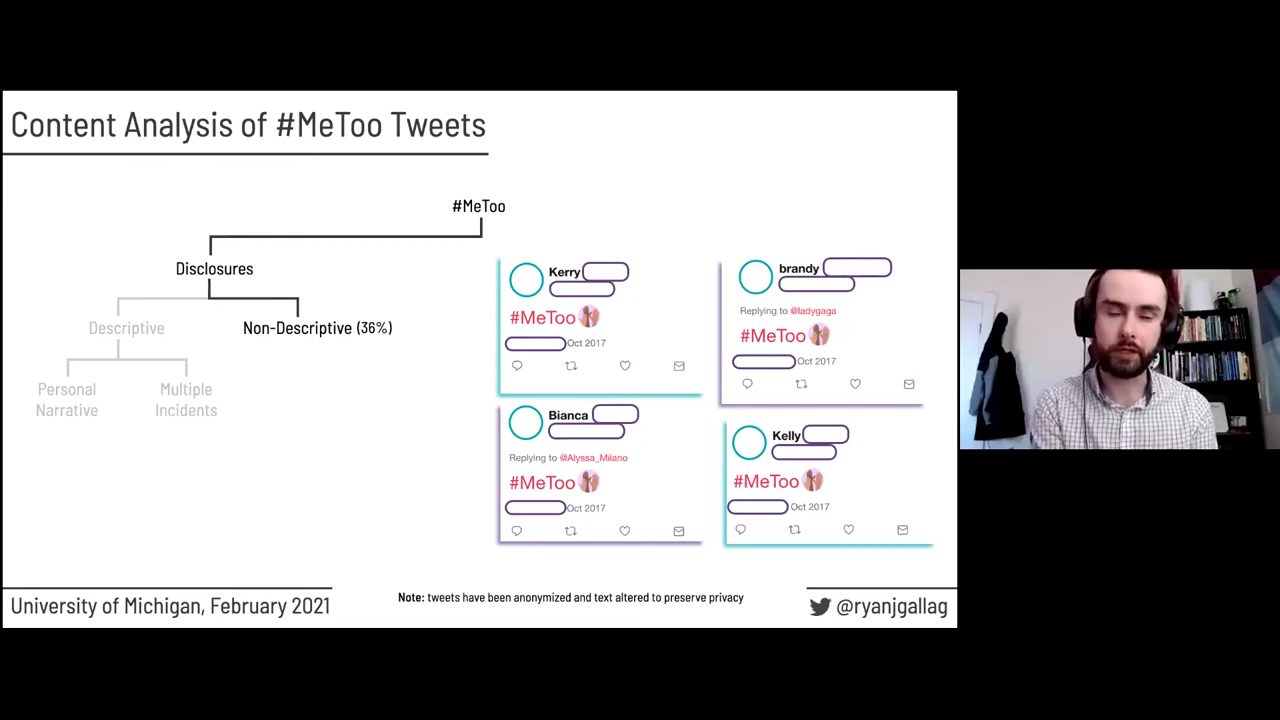 Content Analysis of #MeToo Tweets
#MeToo
Disclosures
Descriptive
Non-Descriptive (36%)
Personal
Narrative
Multiple
Incidents
Kerry
#MeToo
Oct 2017
brandy
Replying to @ladygaga
#MeToo
Oct 2017
Bianca
Replying to @Alyssa_Milano
#MeToo
Oct 2017
Kelly
#MeToo
Oct 2017
University of Michigan, February 2021
Note: tweets have been anonymized and text altered to preserve privacy
@ryanjgallag